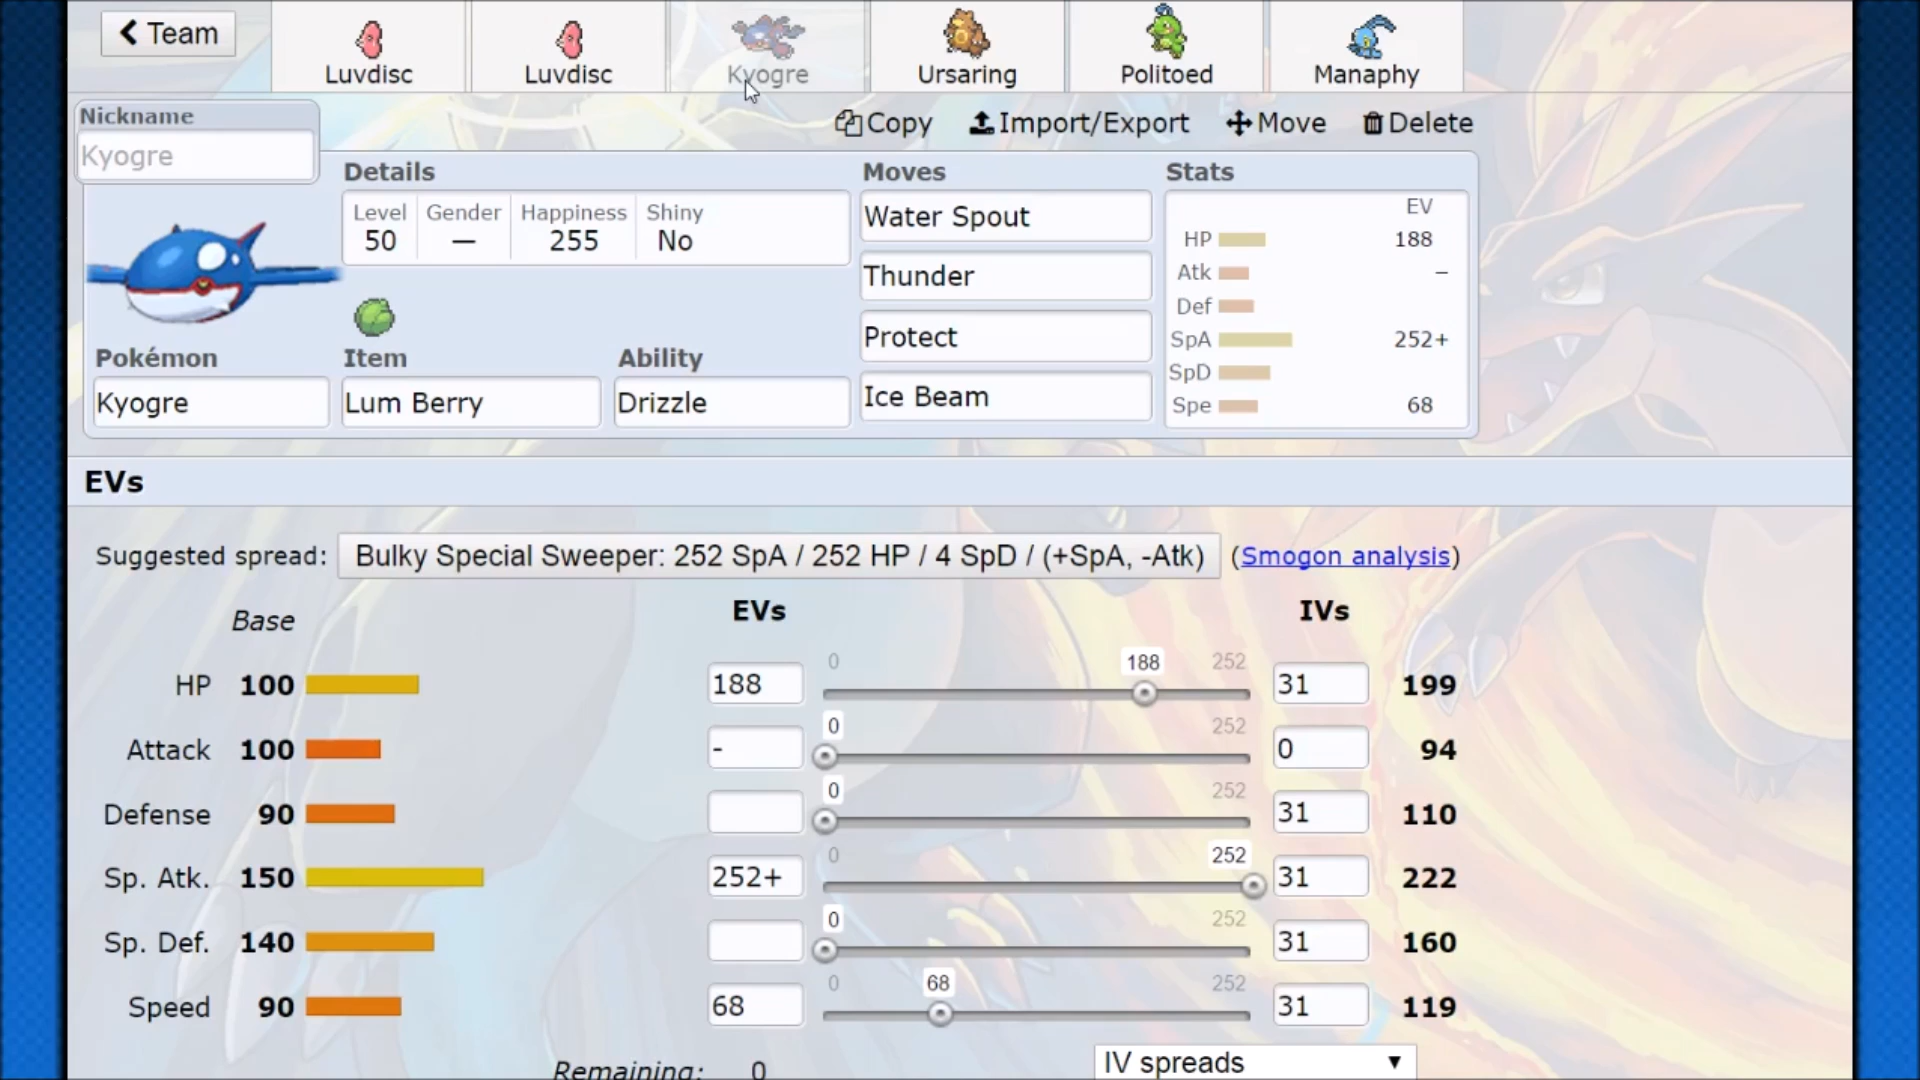 Team
Luvdisc
Luvdisc
Kyogre
Ursaring
Politoed
Manaphy
Nickname
Kyogre
Copy
Import/Export
Move
Delete
Details
Level
50
Gender
—
Happiness
255
Shiny
No
Pokémon
Kyogre
Item
Lum Berry
Ability
Drizzle
Moves
Water Spout
Thunder
Protect
Ice Beam
Stats
EV
HP 188
Atk –
Def
SpA 252+
SpD
Spe 68
EVs
Suggested spread: Bulky Special Sweeper: 252 SpA / 252 HP / 4 SpD / (+SpA, -Atk) (Smogon analysis)
Base EVs IVs
HP 100 188 0 188 252 31 199
Attack 100 - 0 252 0 94
Defense 90 0 252 31 110
Sp. Atk. 150 252+ 0 252 31 222
Sp. Def. 140 0 252 31 160
Speed 90 68 0 68 252 31 119
Remaining: 0
IV spreads